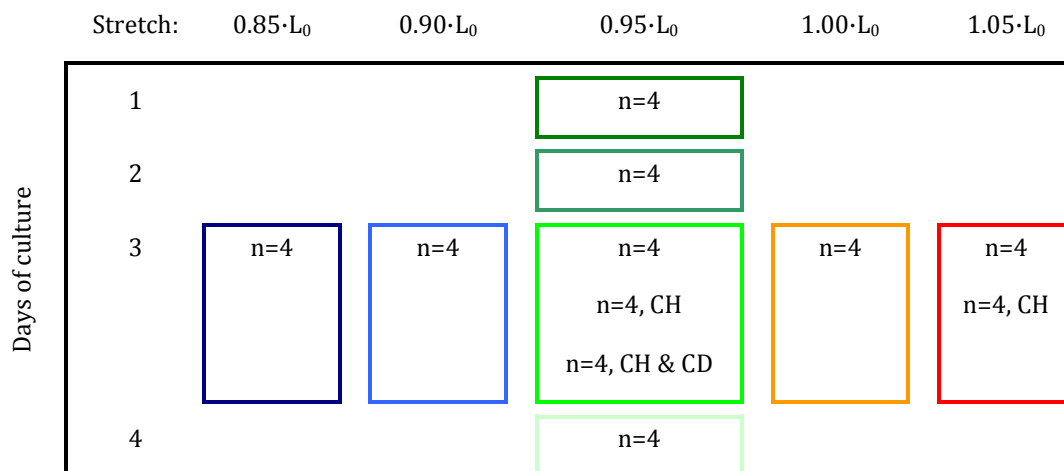 Stretch: 0.85·L₀ 0.90·L₀ 0.95·L₀ 1.00·L₀ 1.05·L₀
Days of culture
1 n=4
2 n=4
3 n=4 n=4 n=4 n=4 n=4
n=4, CH n=4, CH
n=4, CH & CD
4 n=4